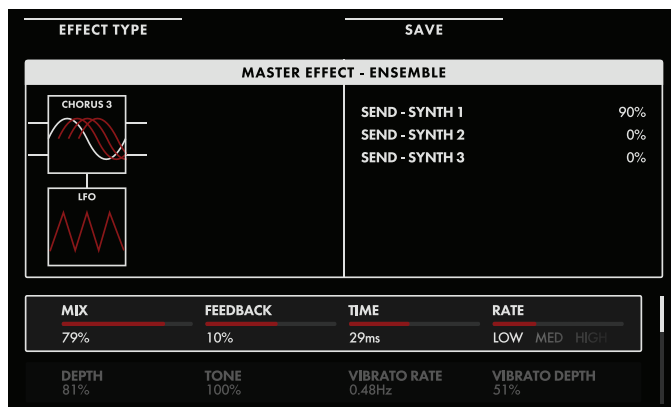 EFFECT TYPE SAVE
MASTER EFFECT - ENSEMBLE
CHORUS 3
LFO
SEND - SYNTH 1 90%
SEND - SYNTH 2 0%
SEND - SYNTH 3 0%
MIX FEEDBACK TIME RATE
79% 10% 29ms LOW MED HIGH
DEPTH TONE VIBRATO RATE VIBRATO DEPTH
81% 100% 0.48Hz 51%